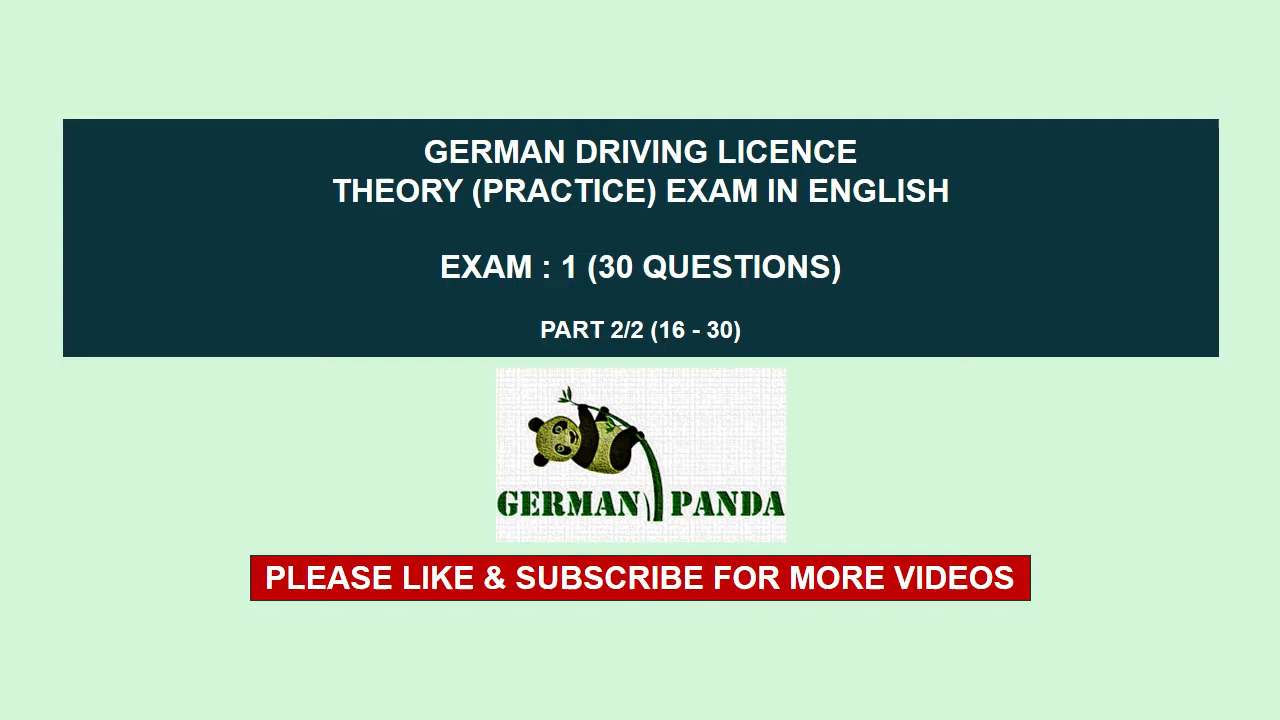 GERMAN DRIVING LICENCE
THEORY (PRACTICE) EXAM IN ENGLISH
EXAM : 1 (30 QUESTIONS)
PART 2/2 (16 - 30)
GERMAN PANDA
PLEASE LIKE & SUBSCRIBE FOR MORE VIDEOS